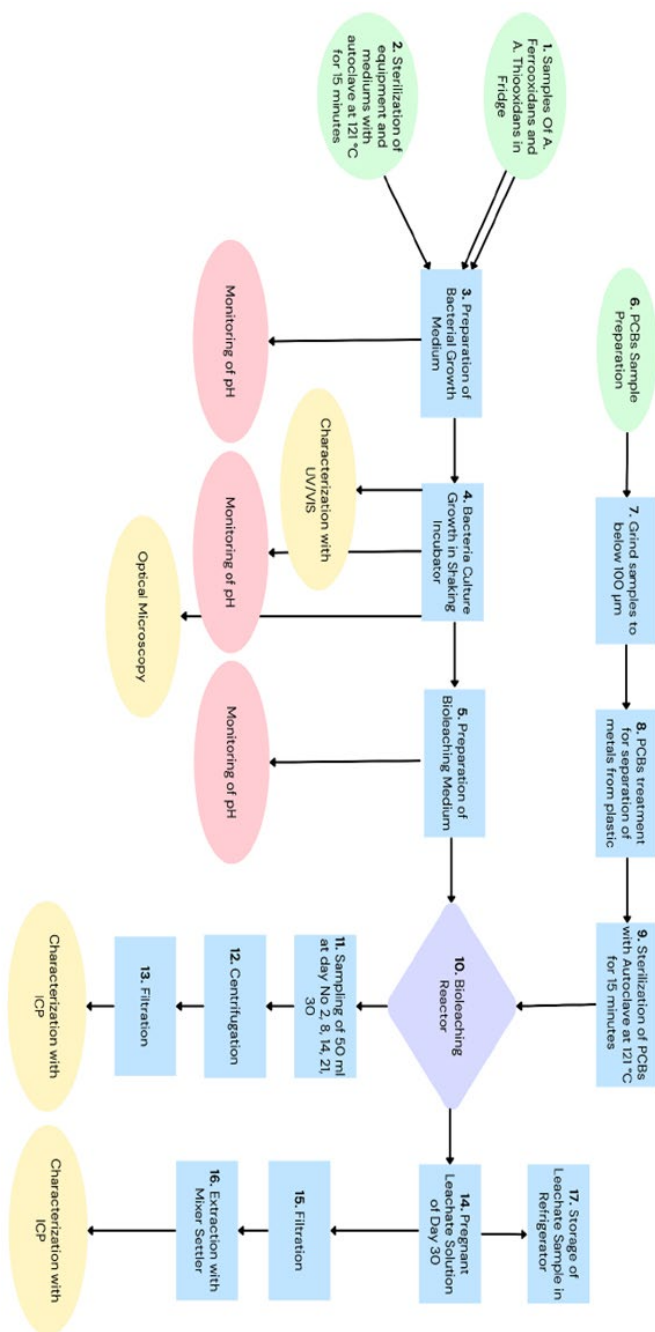 1. Samples Of A.
Ferrooxidans and
A. Thiooxidans in
Fridge
2. Sterilization of
equipment and
mediums with
autoclave at 121 °C
for 15 minutes
3. Preparation of
Bacterial Growth
Medium
Monitoring of pH
4. Bacteria Culture
Growth in Shaking
Incubator
Characterization with
UV/VIS
Monitoring of pH
Optical Microscopy
5. Preparation of
Bioleaching Medium
Monitoring of pH
6. PCBs Sample
Preparation
7. Grind samples to
below 100 μm
8. PCBs treatment
for separation of
metals from plastic
9. Sterilization of PCBs
with Autoclave at 121 °C
for 15 minutes
10. Bioleaching
Reactor
11. Sampling of 50 ml
at day No 2, 8, 14, 21,
30
12. Centrifugation
13. Filtration
Characterization with
ICP
14. Pregnant
Leachate Solution
of Day 30
15. Filtration
16. Extraction with
Mixer Settler
Characterization with
ICP
17. Storage of
Leachate Sample in
Refrigerator